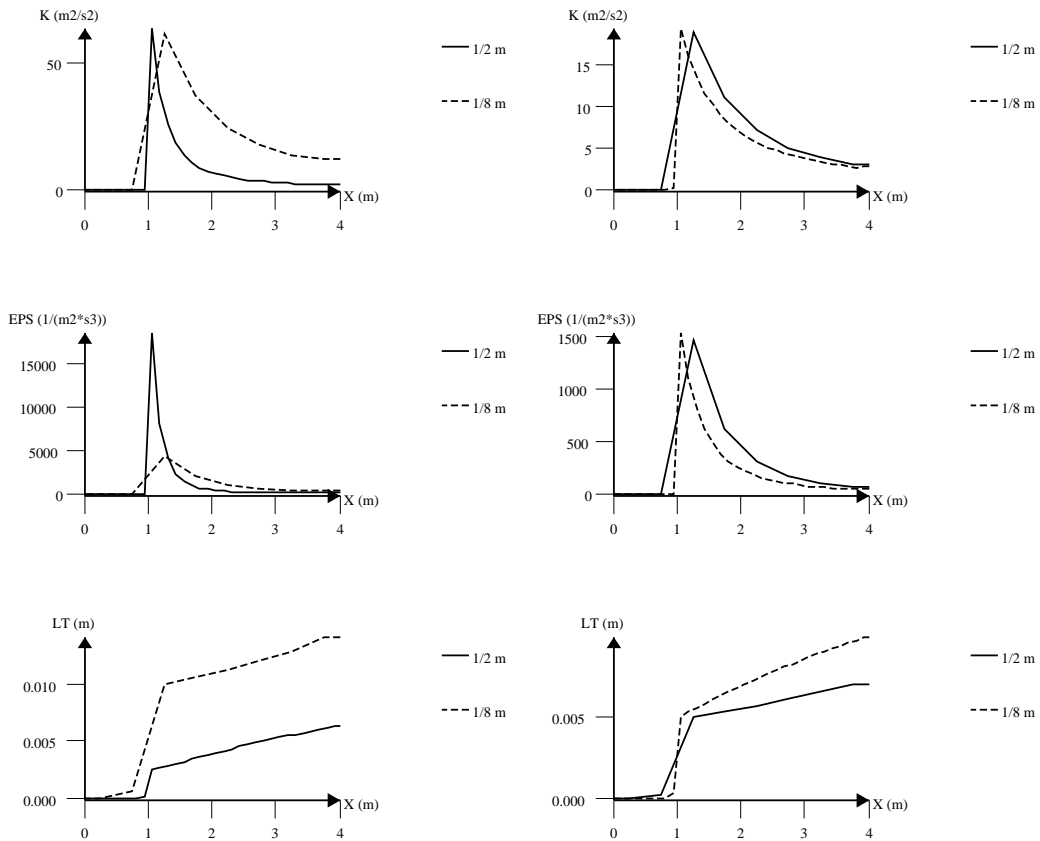 K (m2/s2)
1/2 m
50
1/8 m
0
X (m)
0 1 2 3 4
K (m2/s2)
1/2 m
15
1/8 m
10
5
0
X (m)
0 1 2 3 4
EPS (1/(m2*s3))
1/2 m
15000
10000
1/8 m
5000
0
X (m)
0 1 2 3 4
EPS (1/(m2*s3))
1500
1/2 m
1000
1/8 m
500
0
X (m)
0 1 2 3 4
LT (m)
1/2 m
0.010
1/8 m
0.005
0.000
X (m)
0 1 2 3 4
LT (m)
1/2 m
1/8 m
0.005
0.000
X (m)
0 1 2 3 4